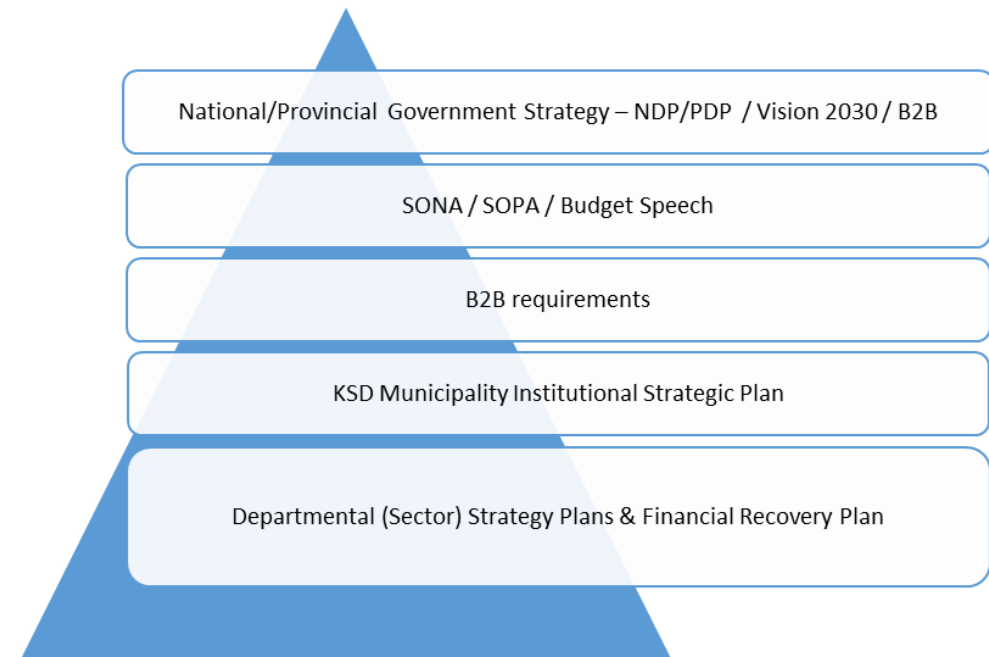 National/Provincial Government Strategy – NDP/PDP / Vision 2030 / B2B
SONA / SOPA / Budget Speech
B2B requirements
KSD Municipality Institutional Strategic Plan
Departmental (Sector) Strategy Plans & Financial Recovery Plan